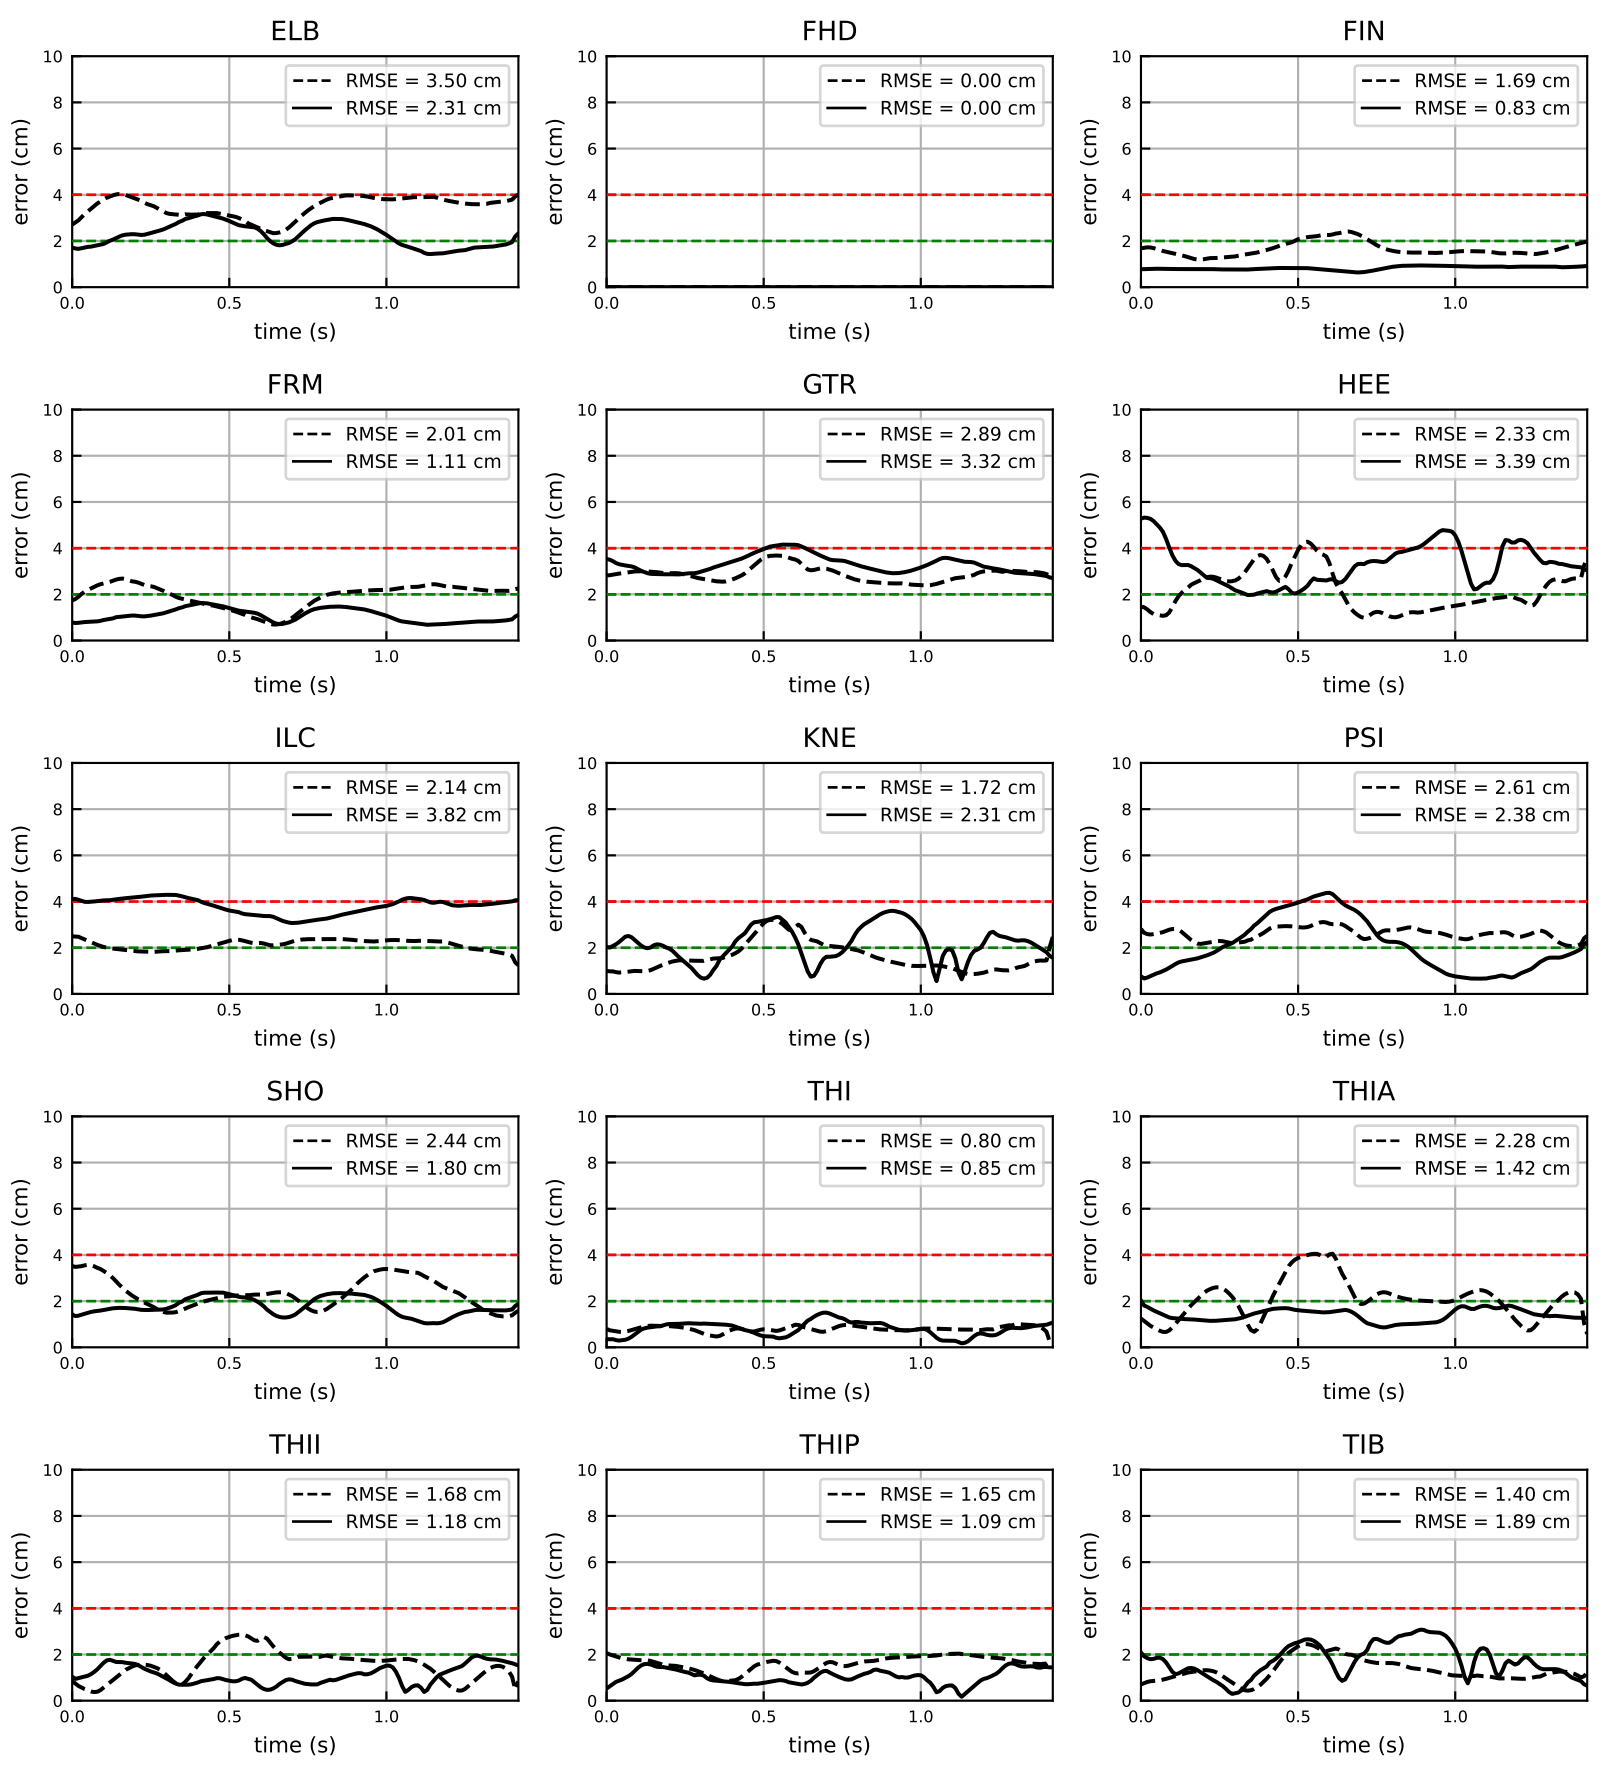 ELB
10
8
6
4
2
0
error (cm)
RMSE = 3.50 cm
RMSE = 2.31 cm
0.0 0.5 1.0
time (s)
FHD
10
8
6
4
2
0
error (cm)
RMSE = 0.00 cm
RMSE = 0.00 cm
0.0 0.5 1.0
time (s)
FIN
10
8
6
4
2
0
error (cm)
RMSE = 1.69 cm
RMSE = 0.83 cm
0.0 0.5 1.0
time (s)
FRM
10
8
6
4
2
0
error (cm)
RMSE = 2.01 cm
RMSE = 1.11 cm
0.0 0.5 1.0
time (s)
GTR
10
8
6
4
2
0
error (cm)
RMSE = 2.89 cm
RMSE = 3.32 cm
0.0 0.5 1.0
time (s)
HEE
10
8
6
4
2
0
error (cm)
RMSE = 2.33 cm
RMSE = 3.39 cm
0.0 0.5 1.0
time (s)
ILC
10
8
6
4
2
0
error (cm)
RMSE = 2.14 cm
RMSE = 3.82 cm
0.0 0.5 1.0
time (s)
KNE
10
8
6
4
2
0
error (cm)
RMSE = 1.72 cm
RMSE = 2.31 cm
0.0 0.5 1.0
time (s)
PSI
10
8
6
4
2
0
error (cm)
RMSE = 2.61 cm
RMSE = 2.38 cm
0.0 0.5 1.0
time (s)
SHO
10
8
6
4
2
0
error (cm)
RMSE = 2.44 cm
RMSE = 1.80 cm
0.0 0.5 1.0
time (s)
THI
10
8
6
4
2
0
error (cm)
RMSE = 0.80 cm
RMSE = 0.85 cm
0.0 0.5 1.0
time (s)
THIA
10
8
6
4
2
0
error (cm)
RMSE = 2.28 cm
RMSE = 1.42 cm
0.0 0.5 1.0
time (s)
THII
10
8
6
4
2
0
error (cm)
RMSE = 1.68 cm
RMSE = 1.18 cm
0.0 0.5 1.0
time (s)
THIP
10
8
6
4
2
0
error (cm)
RMSE = 1.65 cm
RMSE = 1.09 cm
0.0 0.5 1.0
time (s)
TIB
10
8
6
4
2
0
error (cm)
RMSE = 1.40 cm
RMSE = 1.89 cm
0.0 0.5 1.0
time (s)